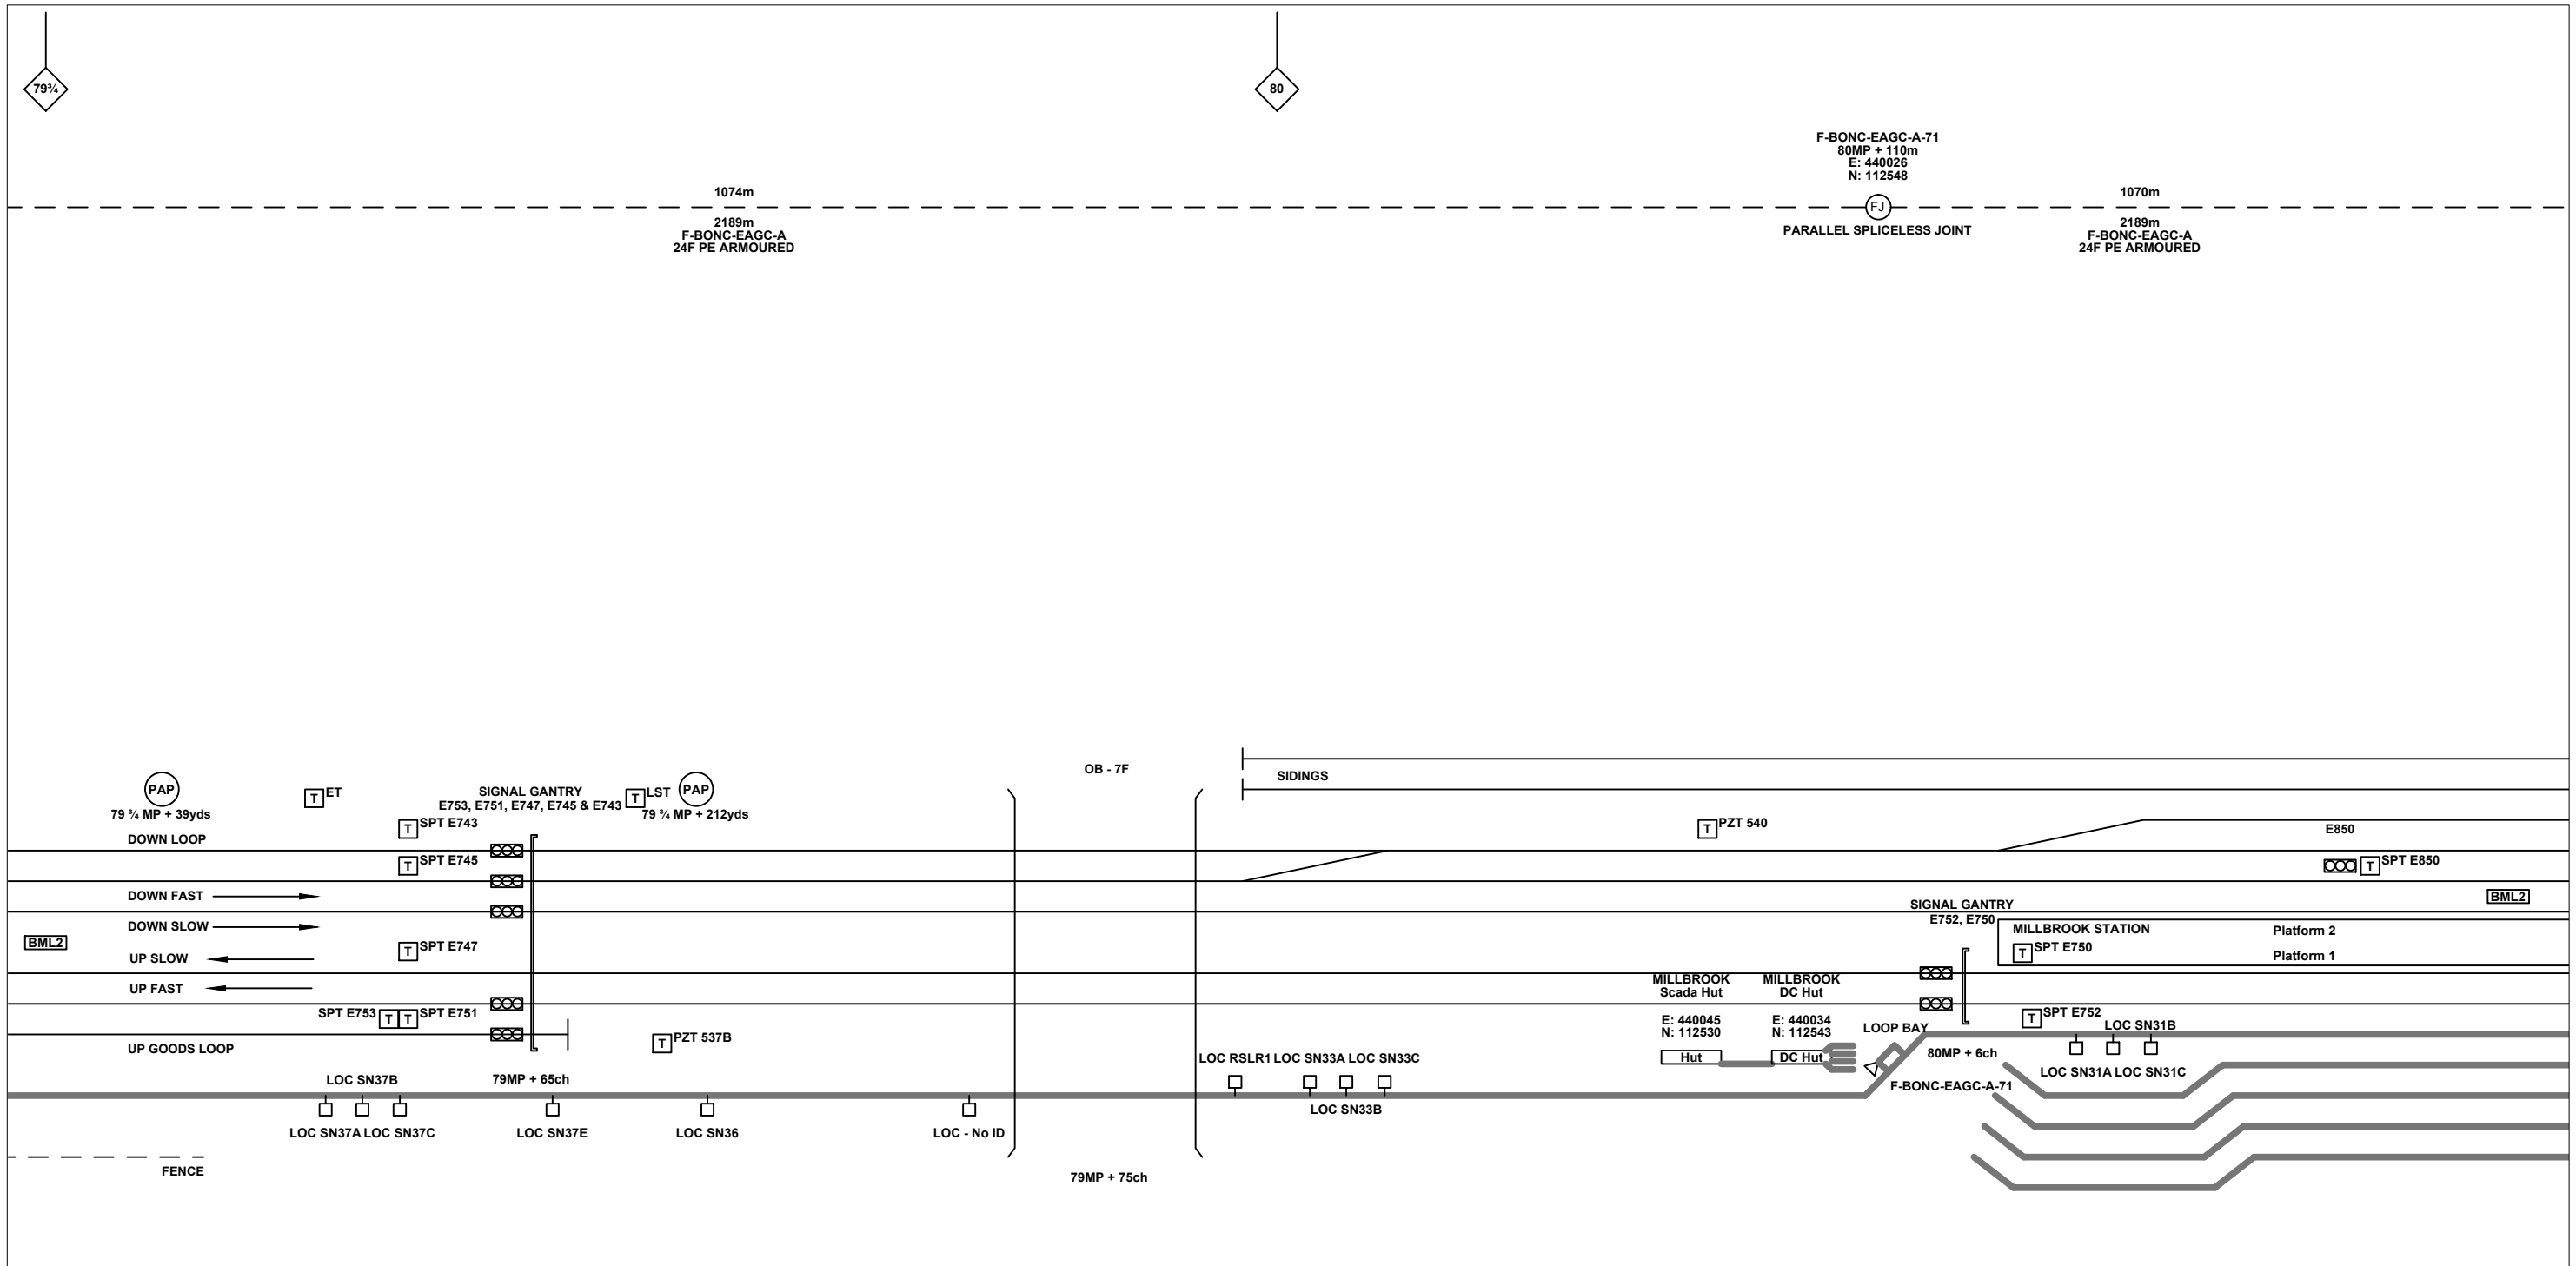 79¾
80
F-BONC-EAGC-A-71
80MP + 110m
E: 440026
N: 112548
1074m
1070m
FJ
2189m
F-BONC-EAGC-A
24F PE ARMOURED
PARALLEL SPLICELESS JOINT
2189m
F-BONC-EAGC-A
24F PE ARMOURED
OB - 7F
SIDINGS
PAP
79 ¾ MP + 39yds
T ET
SIGNAL GANTRY
E753, E751, E747, E745 & E743
T LST
PAP
79 ¾ MP + 212yds
T SPT E743
DOWN LOOP
T SPT E745
DOWN FAST
DOWN SLOW
BML2
T SPT E747
UP SLOW
UP FAST
SPT E753 T T SPT E751
UP GOODS LOOP
T PZT 537B
T PZT 540
E850
T SPT E850
BML2
SIGNAL GANTRY
E752, E750
MILLBROOK STATION
Platform 2
T SPT E750
Platform 1
MILLBROOK
Scada Hut
E: 440045
N: 112530
Hut
MILLBROOK
DC Hut
E: 440034
N: 112543
DC Hut
LOOP BAY
T SPT E752
LOC SN31B
80MP + 6ch
LOC SN31A LOC SN31C
F-BONC-EAGC-A-71
LOC RSLR1 LOC SN33A LOC SN33C
LOC SN33B
LOC SN37B
79MP + 65ch
LOC SN37A LOC SN37C
LOC SN37E
LOC SN36
LOC - No ID
FENCE
79MP + 75ch